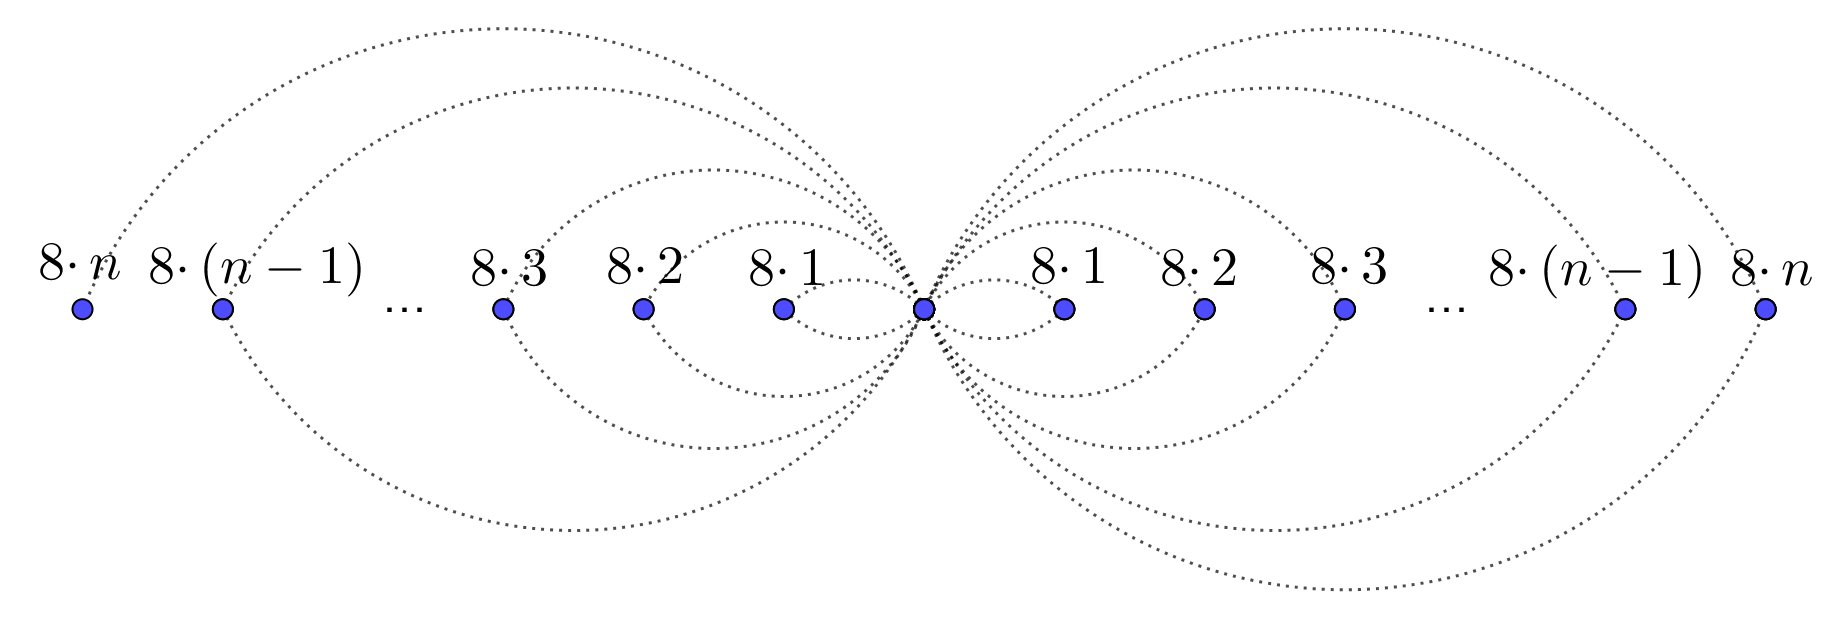 8·n 8·(n − 1) ... 8·3 8·2 8·1 8·1 8·2 8·3 ... 8·(n − 1) 8·n